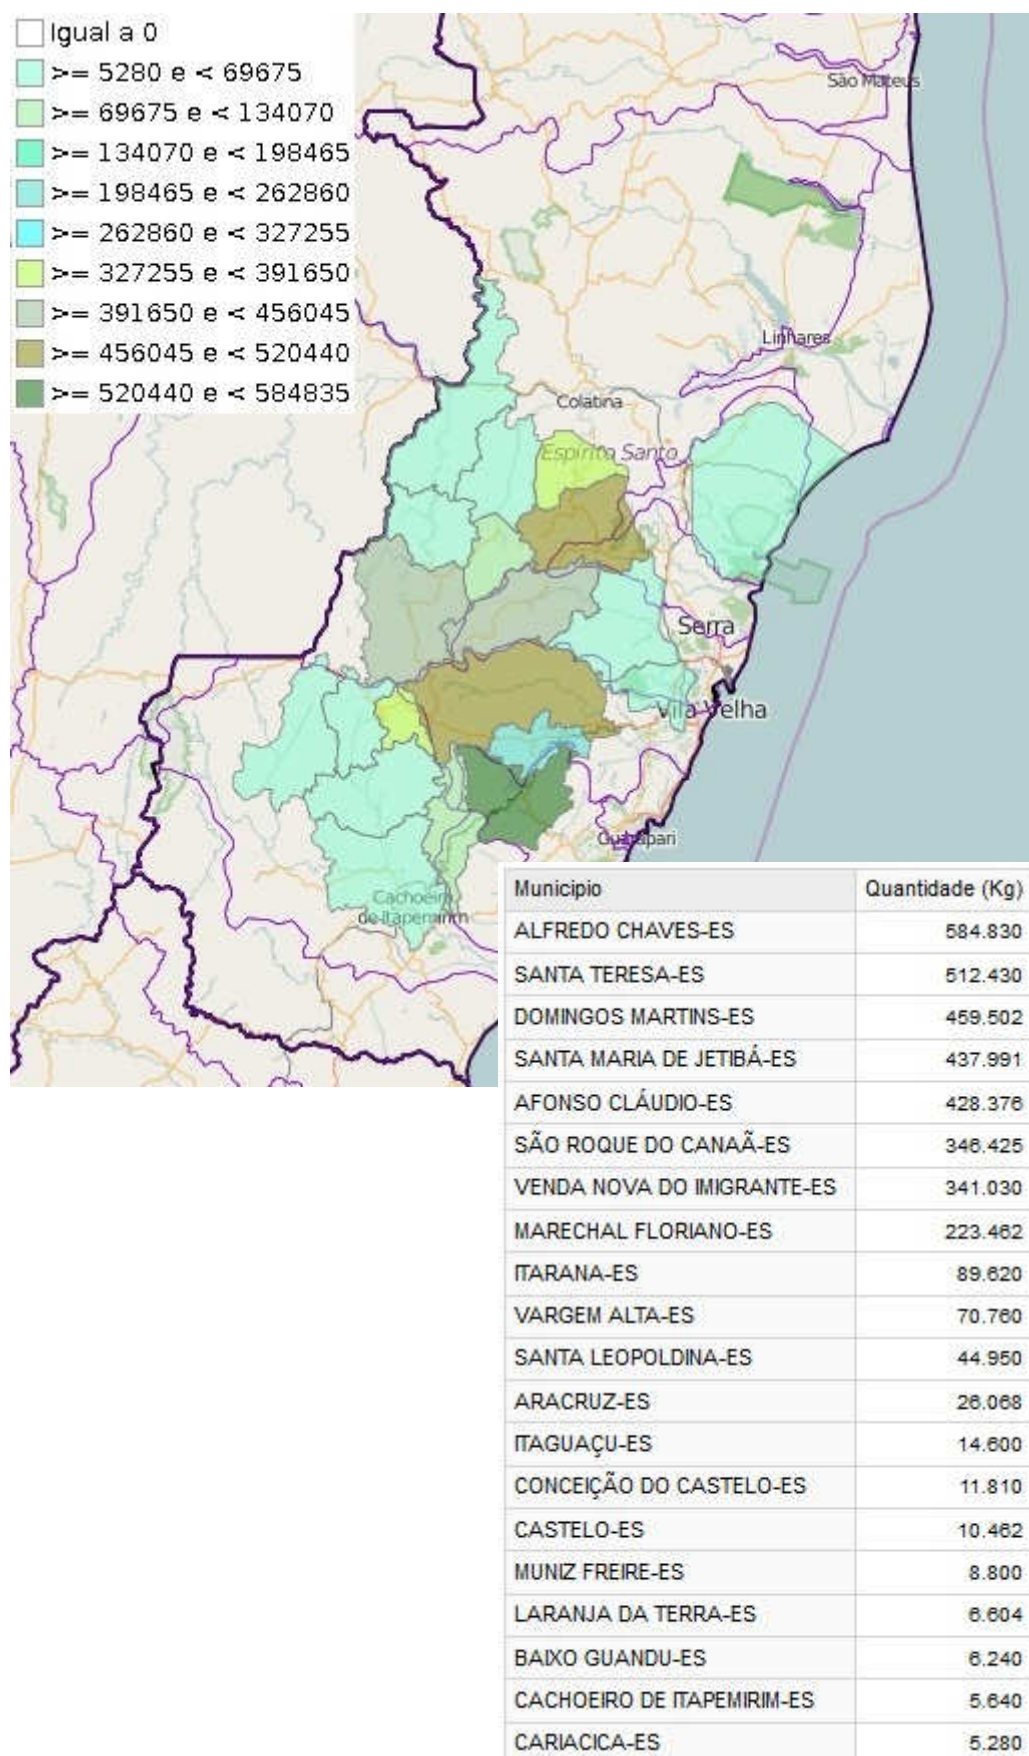 Igual a 0
>= 5280 e < 69675
>= 69675 e < 134070
>= 134070 e < 198465
>= 198465 e < 262860
>= 262860 e < 327255
>= 327255 e < 391650
>= 391650 e < 456045
>= 456045 e < 520440
>= 520440 e < 584835
São Mateus
Linhares
Colatina
Espírito Santo
Serra
Vila Velha
Guarapari
Cachoeiro
de Itapemirim
Municipio Quantidade (Kg)
ALFREDO CHAVES-ES 584.830
SANTA TERESA-ES 512.430
DOMINGOS MARTINS-ES 459.502
SANTA MARIA DE JETIBÁ-ES 437.991
AFONSO CLÁUDIO-ES 428.376
SÃO ROQUE DO CANAÃ-ES 346.425
VENDA NOVA DO IMIGRANTE-ES 341.030
MARECHAL FLORIANO-ES 223.462
ITARANA-ES 89.620
VARGEM ALTA-ES 70.760
SANTA LEOPOLDINA-ES 44.950
ARACRUZ-ES 26.068
ITAGUAÇU-ES 14.600
CONCEIÇÃO DO CASTELO-ES 11.810
CASTELO-ES 10.462
MUNIZ FREIRE-ES 8.800
LARANJA DA TERRA-ES 6.604
BAIXO GUANDU-ES 6.240
CACHOEIRO DE ITAPEMIRIM-ES 5.640
CARIACICA-ES 5.280